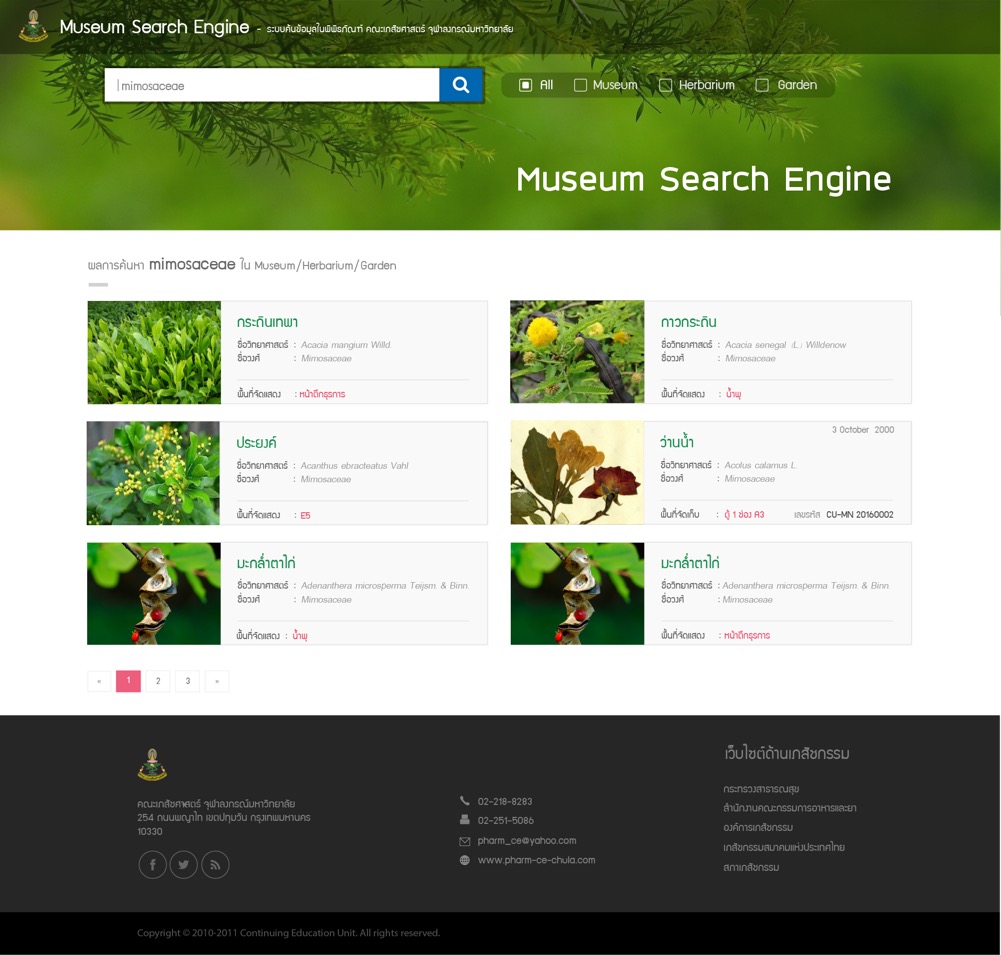 Museum Search Engine - ระบบค้นข้อมูลในพิพิธภัณฑ์ คณะเภสัชศาสตร์ จุฬาลงกรณ์มหาวิทยาลัย
mimosaceae
All Museum Herbarium Garden
Museum Search Engine
ผลการค้นหา mimosaceae ใน Museum/Herbarium/Garden
กระถินเทพา
ชื่อวิทยาศาสตร์ : Acacia mangium Willd.
ชื่อวงศ์ : Mimosaceae
พื้นที่จัดแสดง : หน้าตึกธุรการ
กาวกระถิน
ชื่อวิทยาศาสตร์ : Acacia senegal (L.) Willdenow
ชื่อวงศ์ : Mimosaceae
พื้นที่จัดแสดง : น้ำพุ
ประยงค์
ชื่อวิทยาศาสตร์ : Acanthus ebracteatus Vahl
ชื่อวงศ์ : Mimosaceae
พื้นที่จัดแสดง : E5
3 October 2000
ว่านน้ำ
ชื่อวิทยาศาสตร์ : Acolus calamus L.
ชื่อวงศ์ : Mimosaceae
พื้นที่จัดเก็บ : ตู้ 1 ช่อง A3 เลขรหัส CU-MN 20160002
มะกล่ำตาไก่
ชื่อวิทยาศาสตร์ : Adenanthera microsperma Teijsm. & Binn.
ชื่อวงศ์ : Mimosaceae
พื้นที่จัดแสดง : น้ำพุ
มะกล่ำตาไก่
ชื่อวิทยาศาสตร์ : Adenanthera microsperma Teijsm. & Binn.
ชื่อวงศ์ : Mimosaceae
พื้นที่จัดแสดง : หน้าตึกธุรการ
« 1 2 3 »
คณะเภสัชศาสตร์ จุฬาลงกรณ์มหาวิทยาลัย
254 ถนนพญาไท เขตปทุมวัน กรุงเทพมหานคร
10330
02-218-8283
02-251-5086
pharm_ce@yahoo.com
www.pharm-ce-chula.com
เว็บไซต์ด้านเภสัชกรรม
กระทรวงสาธารณสุข
สำนักงานคณะกรรมการอาหารและยา
องค์การเภสัชกรรม
เภสัชกรรมสมาคมแห่งประเทศไทย
สภาเภสัชกรรม
Copyright © 2010-2011 Continuing Education Unit. All rights reserved.